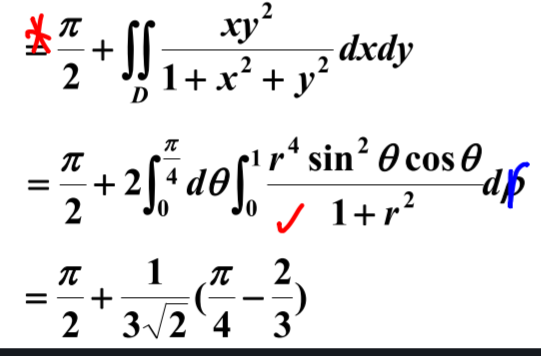 = π/2 + ∬_D xy²/(1 + x² + y²) dxdy
= π/2 + 2∫_0^{π/4} dθ ∫_0^1 r⁴ sin² θ cos θ/(1 + r²) dρ
= π/2 + 1/(3√2) (π/4 − 2/3)